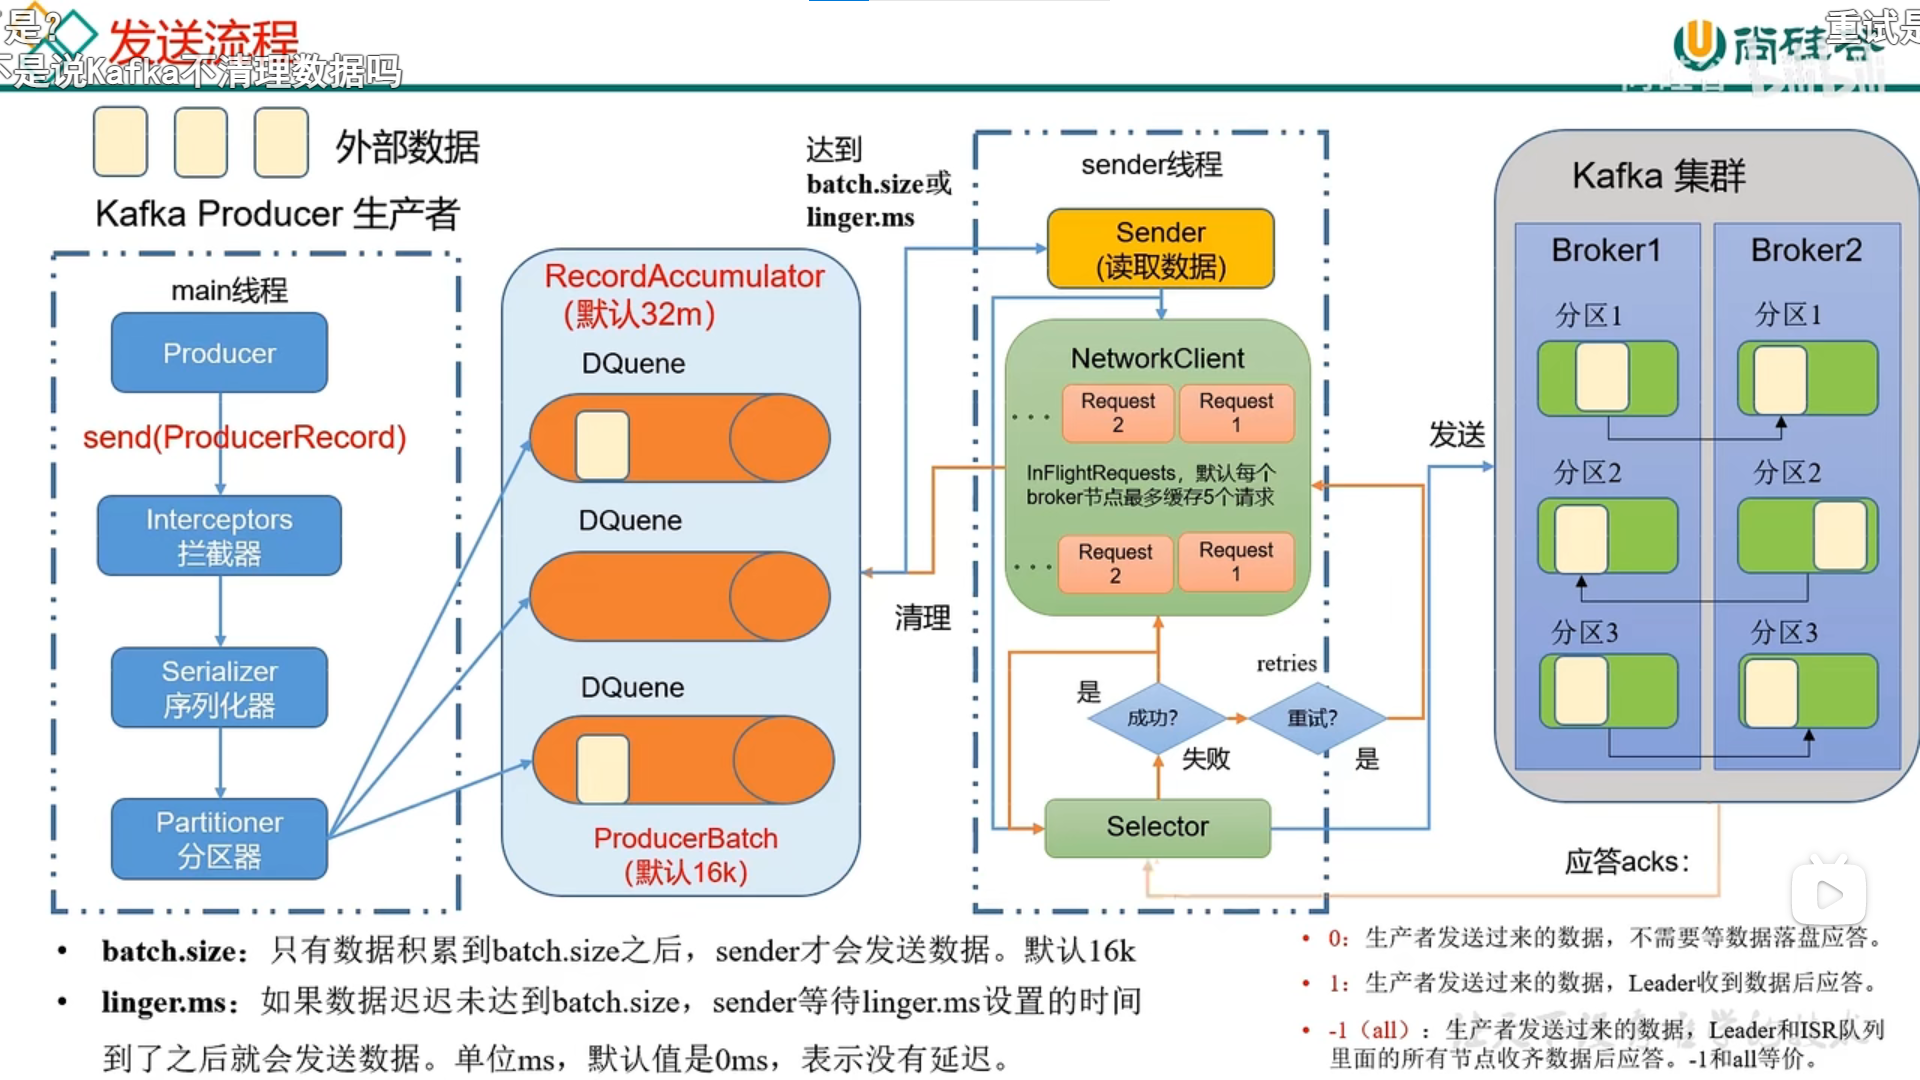 是?
发送流程
不是说Kafka不清理数据吗
重试是
尚硅谷
外部数据
Kafka Producer 生产者
main线程
Producer
send(ProducerRecord)
Interceptors
拦截器
Serializer
序列化器
Partitioner
分区器
RecordAccumulator
(默认32m)
DQuene
DQuene
DQuene
ProducerBatch
(默认16k)
达到
batch.size或
linger.ms
清理
sender线程
Sender
(读取数据)
NetworkClient
...
Request
2
Request
1
InFlightRequests，默认每个
broker节点最多缓存5个请求
...
Request
2
Request
1
retries
是
成功?
重试?
失败
是
Selector
发送
Kafka 集群
Broker1
Broker2
分区1
分区1
分区2
分区2
分区3
分区3
应答acks：
• batch.size：只有数据积累到batch.size之后，sender才会发送数据。默认16k
• linger.ms：如果数据迟迟未达到batch.size，sender等待linger.ms设置的时间
到了之后就会发送数据。单位ms，默认值是0ms，表示没有延迟。
• 0：生产者发送过来的数据，不需要等数据落盘应答。
• 1：生产者发送过来的数据，Leader收到数据后应答。
• -1（all）：生产者发送过来的数据，Leader和ISR队列
里面的所有节点收齐数据后应答。-1和all等价。